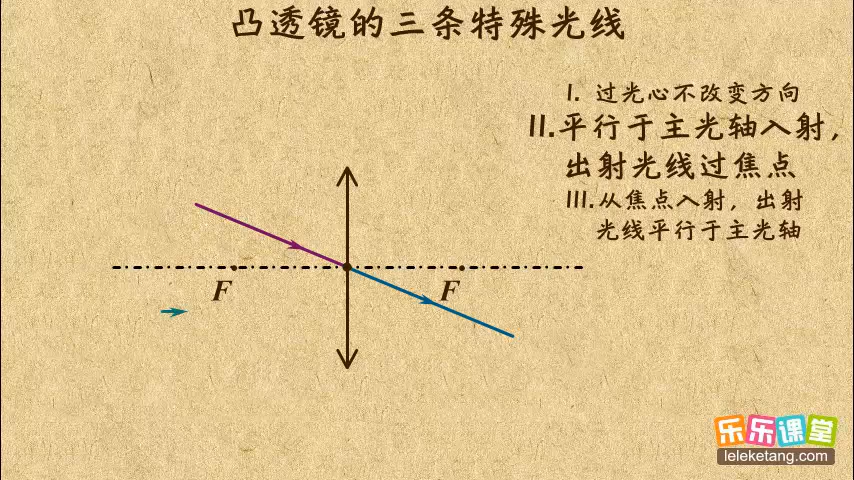 凸透镜的三条特殊光线
I. 过光心不改变方向
II.平行于主光轴入射，
出射光线过焦点
III.从焦点入射，出射
光线平行于主光轴
F
F
乐乐课堂
leleketang.com